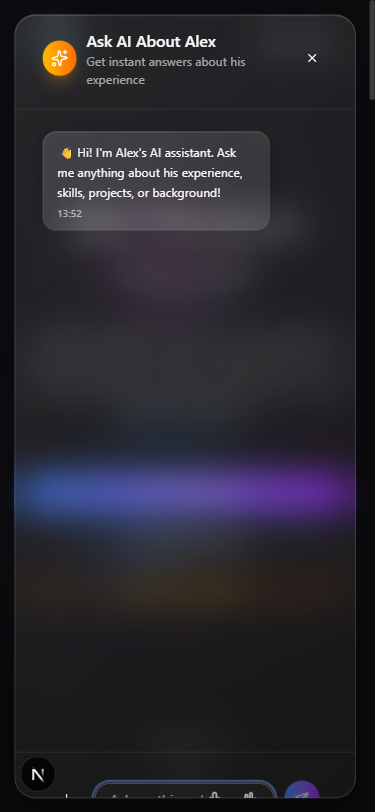 Ask AI About Alex
Get instant answers about his
experience
👋 Hi! I'm Alex's AI assistant. Ask
me anything about his experience,
skills, projects, or background!
13:52
N